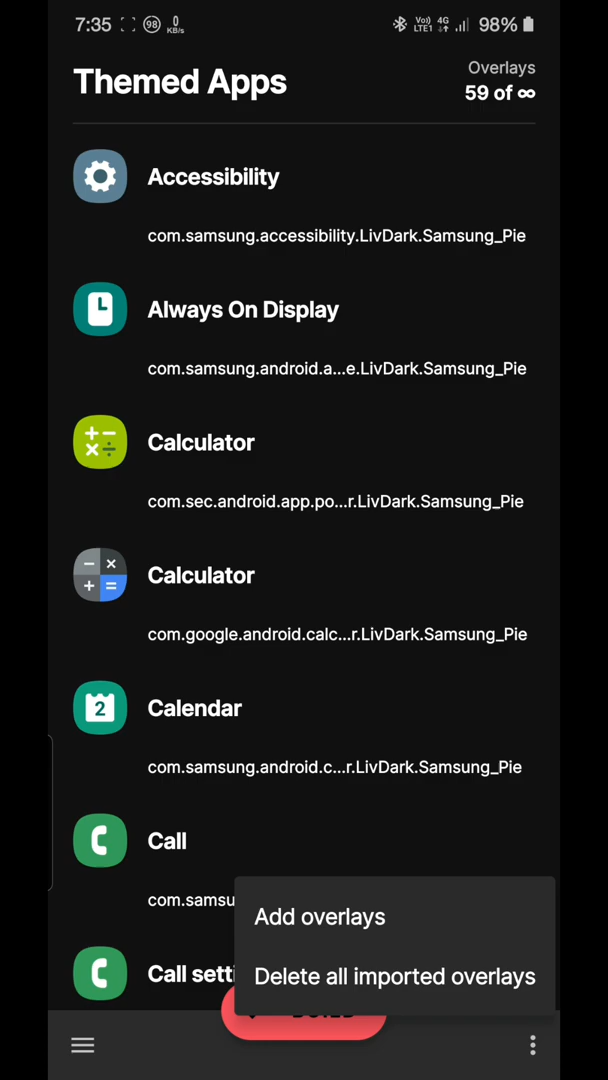 7:35
98
0
KB/s
Vo)) 4G
LTE1
98%
Themed Apps
Overlays
59 of ∞
Accessibility
com.samsung.accessibility.LivDark.Samsung_Pie
Always On Display
com.samsung.android.a...e.LivDark.Samsung_Pie
Calculator
com.sec.android.app.po...r.LivDark.Samsung_Pie
Calculator
com.google.android.calc...r.LivDark.Samsung_Pie
2
Calendar
com.samsung.android.c...r.LivDark.Samsung_Pie
Call
com.samsu
Add overlays
Call setti
Delete all imported overlays